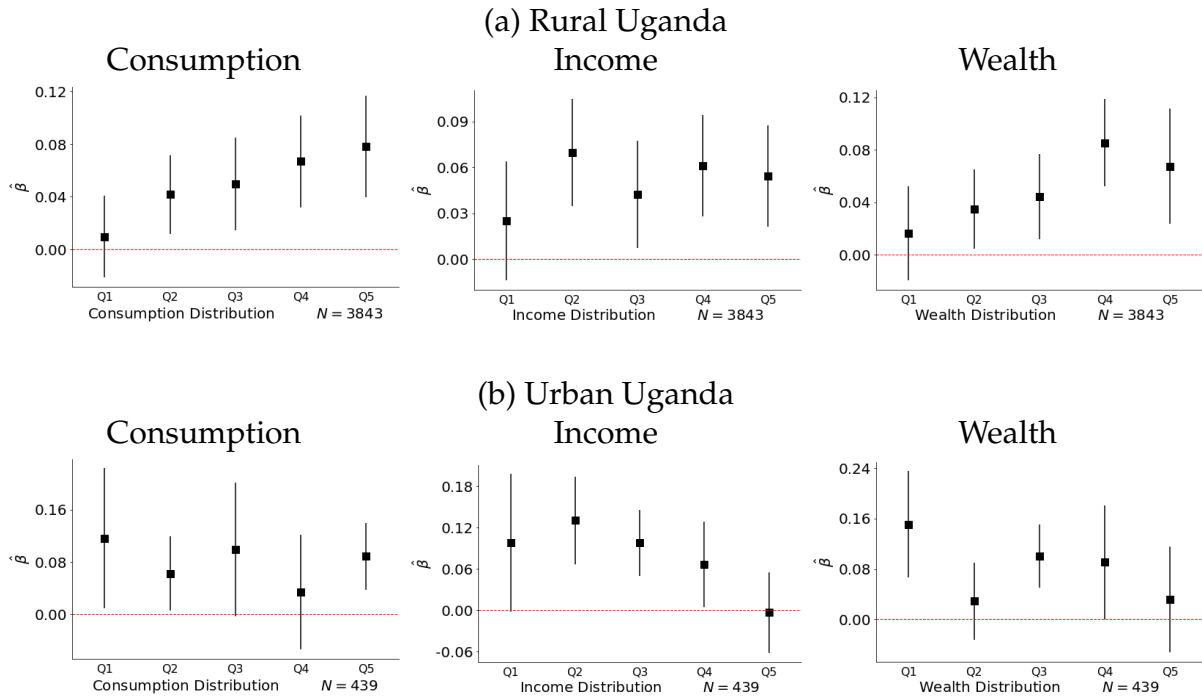 (a) Rural Uganda
Consumption Income Wealth
0.12
0.08
0.04
0.00
β̂
Q1 Q2 Q3 Q4 Q5
Consumption Distribution N = 3843
0.09
0.06
0.03
0.00
β̂
Q1 Q2 Q3 Q4 Q5
Income Distribution N = 3843
0.12
0.08
0.04
0.00
β̂
Q1 Q2 Q3 Q4 Q5
Wealth Distribution N = 3843
(b) Urban Uganda
Consumption Income Wealth
0.16
0.08
0.00
β̂
Q1 Q2 Q3 Q4 Q5
Consumption Distribution N = 439
0.18
0.12
0.06
0.00
-0.06
β̂
Q1 Q2 Q3 Q4 Q5
Income Distribution N = 439
0.24
0.16
0.08
0.00
β̂
Q1 Q2 Q3 Q4 Q5
Wealth Distribution N = 439